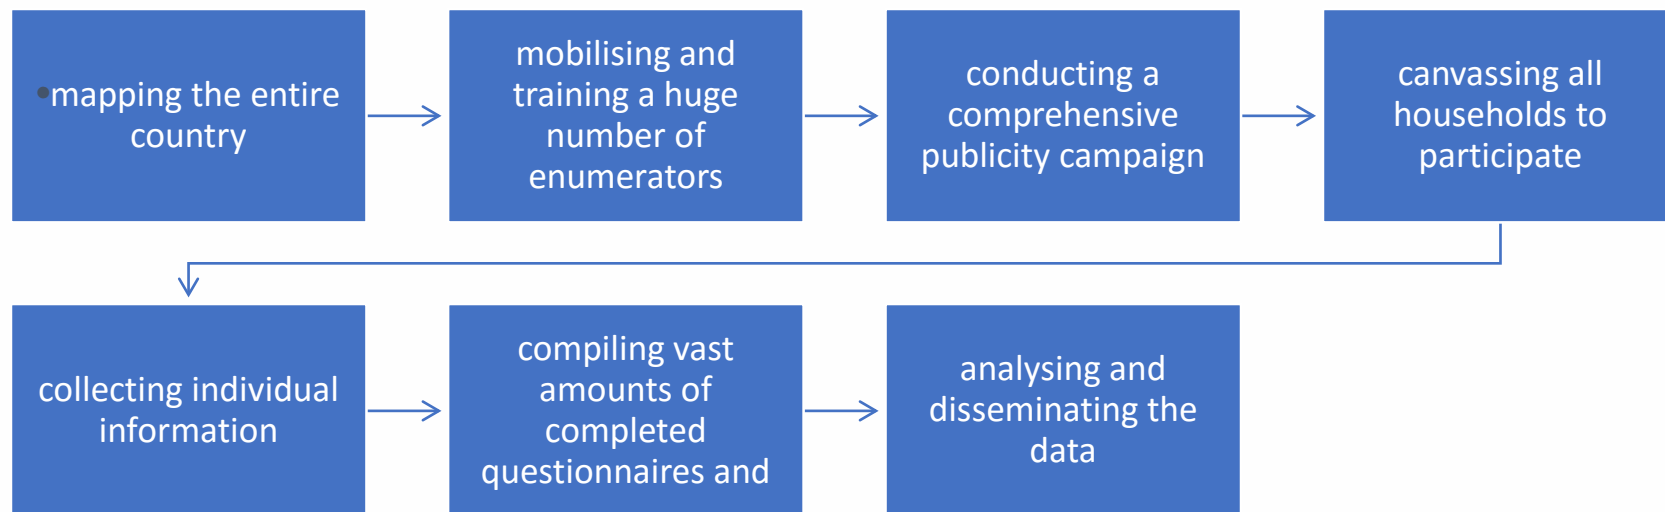 •mapping the entire
country
mobilising and
training a huge
number of
enumerators
conducting a
comprehensive
publicity campaign
canvassing all
households to
participate
collecting individual
information
compiling vast
amounts of
completed
questionnaires and
analysing and
disseminating the
data